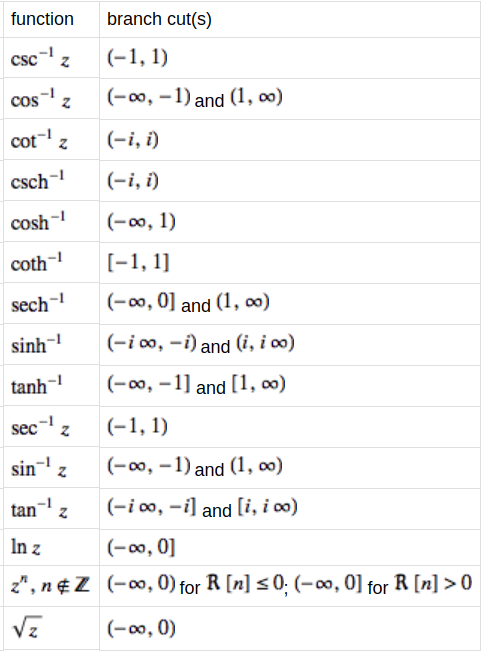 function branch cut(s)
csc⁻¹ z (−1, 1)
cos⁻¹ z (−∞, −1) and (1, ∞)
cot⁻¹ z (−i, i)
csch⁻¹ (−i, i)
cosh⁻¹ (−∞, 1)
coth⁻¹ [−1, 1]
sech⁻¹ (−∞, 0] and (1, ∞)
sinh⁻¹ (−i ∞, −i) and (i, i ∞)
tanh⁻¹ (−∞, −1] and [1, ∞)
sec⁻¹ z (−1, 1)
sin⁻¹ z (−∞, −1) and (1, ∞)
tan⁻¹ z (−i ∞, −i] and [i, i ∞)
ln z (−∞, 0]
zⁿ, n ∉ ℤ (−∞, 0) for ℝ [n] ≤ 0; (−∞, 0] for ℝ [n] > 0
√z (−∞, 0)